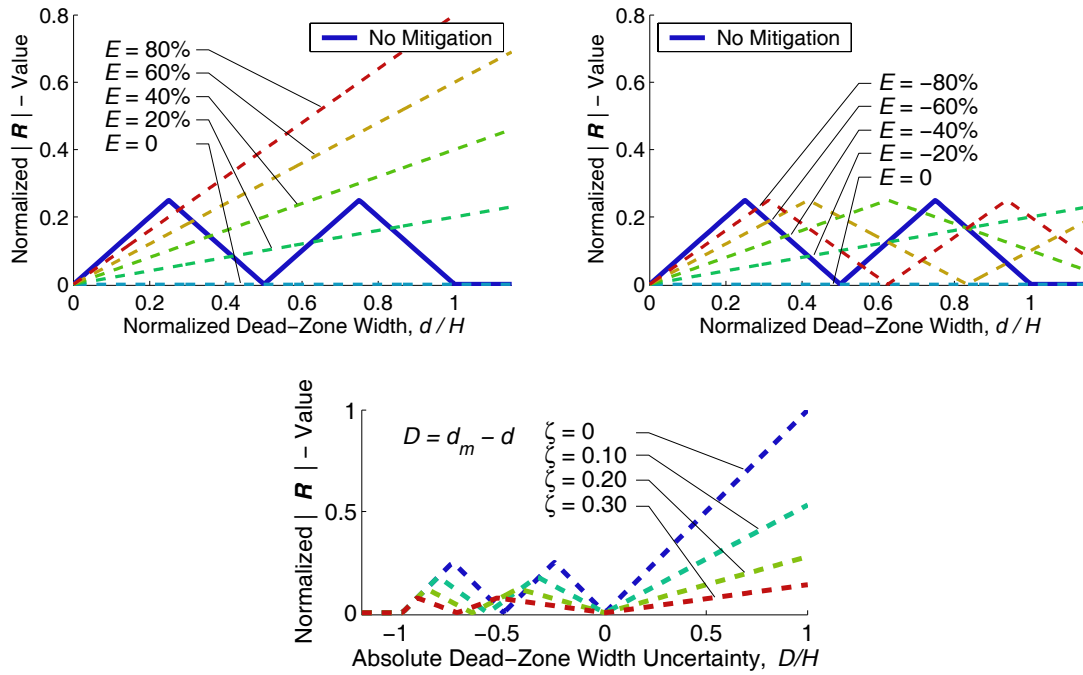 Normalized | R | − Value
0.8
0.6
0.4
0.2
0
No Mitigation
E = 80%
E = 60%
E = 40%
E = 20%
E = 0
0
0.2
0.4
0.6
0.8
1
Normalized Dead−Zone Width, d / H
Normalized | R | − Value
0.8
0.6
0.4
0.2
0
No Mitigation
E = −80%
E = −60%
E = −40%
E = −20%
E = 0
0
0.2
0.4
0.6
0.8
1
Normalized Dead−Zone Width, d / H
Normalized | R | − Value
1
0.5
0
D = dm − d
ζ = 0
ζ = 0.10
ζ = 0.20
ζ = 0.30
−1
−0.5
0
0.5
1
Absolute Dead−Zone Width Uncertainty, D/H